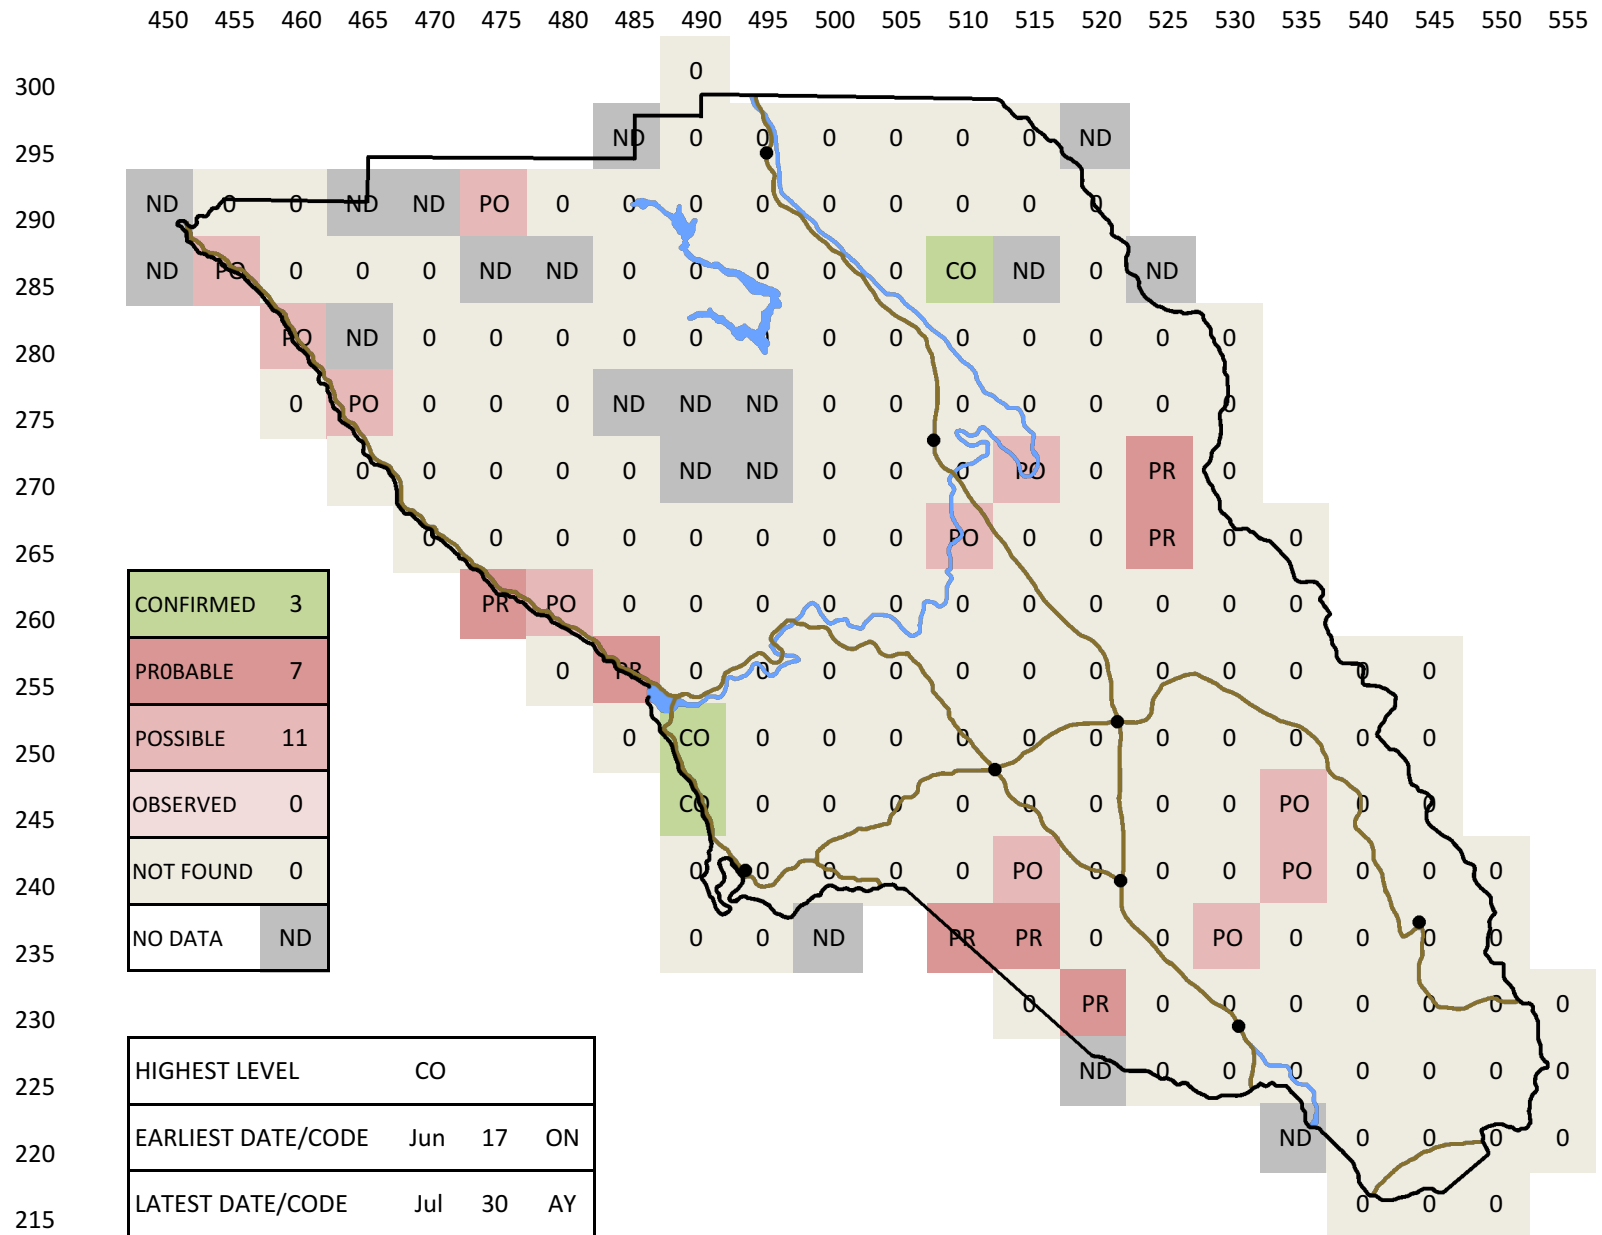 450 455 460 465 470 475 480 485 490 495 500 505 510 515 520 525 530 535 540 545 550 555
300 0
295 ND 0 0 0 0 0 0 ND
290 ND 0 0 ND ND PO 0 0 0 0 0 0 0 0 0
285 ND PO 0 0 0 ND ND 0 0 0 0 0 CO ND 0 ND
280 PO ND 0 0 0 0 0 0 0 0 0 0 0 0 0
275 0 PO 0 0 0 ND ND ND 0 0 0 0 0 0 0
270 0 0 0 0 0 ND ND 0 0 0 PO 0 PR 0
265 0 0 0 0 0 0 0 0 PO 0 0 PR 0 0
260 PR PO 0 0 0 0 0 0 0 0 0 0 0
255 0 PR 0 0 0 0 0 0 0 0 0 0 0 0
250 0 CO 0 0 0 0 0 0 0 0 0 0 0
245 CO 0 0 0 0 0 0 0 0 PO 0 0
240 0 0 0 0 0 PO 0 0 0 PO 0 0 0
235 0 0 ND PR PR 0 0 PO 0 0 0 0
230 0 PR 0 0 0 0 0 0 0
225 ND 0 0 0 0 0 0 0
220 ND 0 0 0 0
215 0 0 0
CONFIRMED 3
PR0BABLE 7
POSSIBLE 11
OBSERVED 0
NOT FOUND 0
NO DATA ND
HIGHEST LEVEL CO
EARLIEST DATE/CODE Jun 17 ON
LATEST DATE/CODE Jul 30 AY